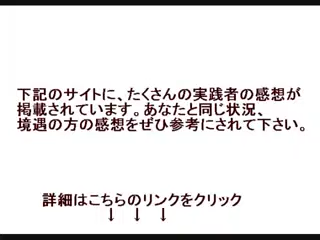 下記のサイトに、たくさんの実践者の感想が
掲載されています。あなたと同じ状況、
境遇の方の感想をぜひ参考にされて下さい。
詳細はこちらのリンクをクリック
↓ ↓ ↓